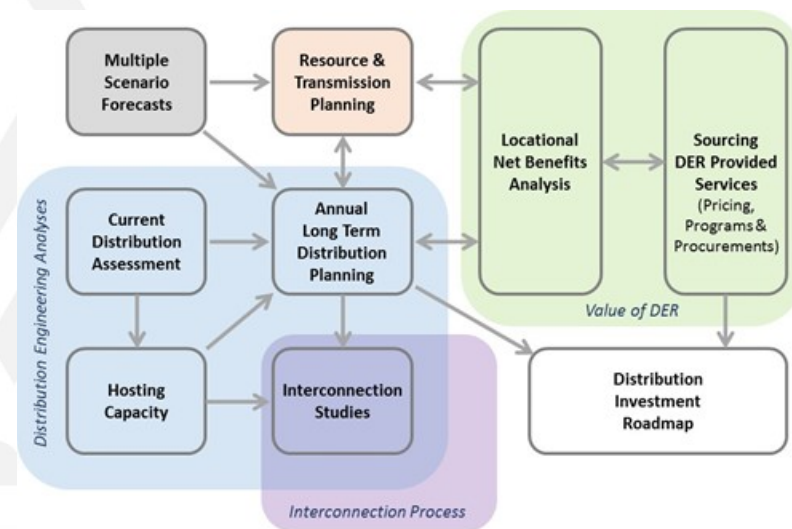 Multiple
Scenario
Forecasts
Resource &
Transmission
Planning
Locational
Net Benefits
Analysis
Sourcing
DER Provided
Services
(Pricing,
Programs &
Procurements)
Value of DER
Distribution Engineering Analyses
Current
Distribution
Assessment
Annual
Long Term
Distribution
Planning
Hosting
Capacity
Interconnection
Studies
Interconnection Process
Distribution
Investment
Roadmap